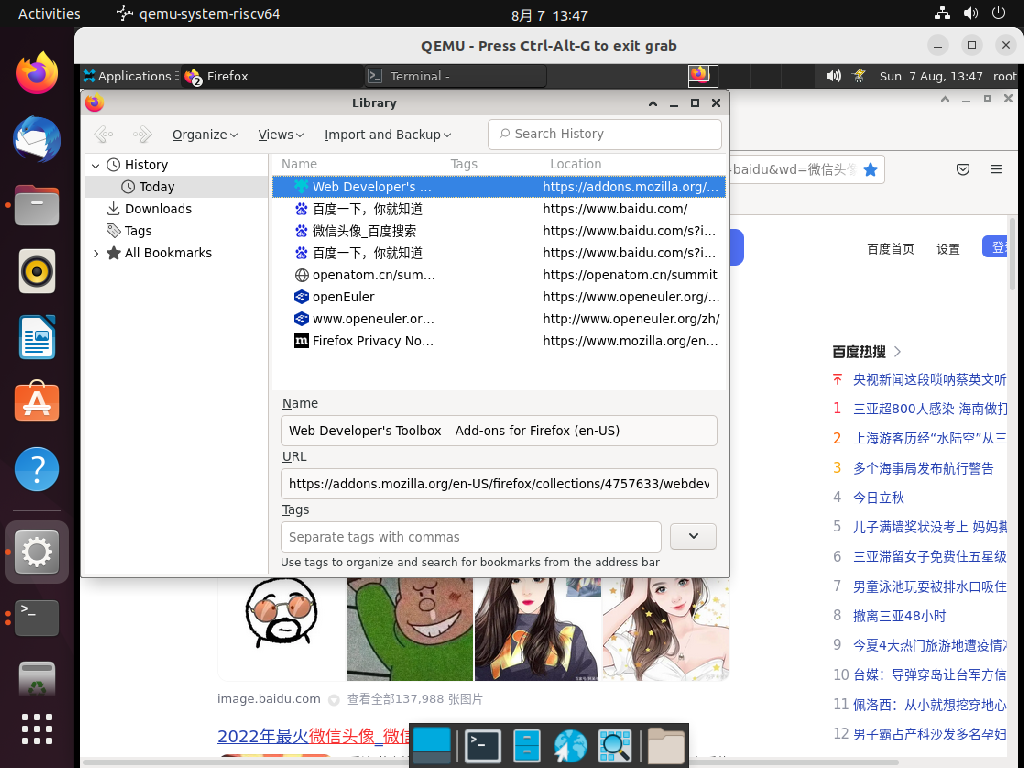 Activities qemu-system-riscv64 8月 7 13:47
QEMU - Press Ctrl-Alt-G to exit grab
Applications Firefox Terminal - Sun 7 Aug, 13:47 root
Library
Organize Views Import and Backup Search History
History
Today
Downloads
Tags
All Bookmarks
Name Tags Location
Web Developer's ... https://addons.mozilla.org/...
百度一下，你就知道 https://www.baidu.com/
微信头像_百度搜索 https://www.baidu.com/s?i...
百度一下，你就知道 https://www.baidu.com/s?i...
openatom.cn/sum... https://openatom.cn/summit
openEuler https://www.openeuler.org/...
www.openeuler.or... http://www.openeuler.org/zh/
Firefox Privacy No... https://www.mozilla.org/en...
Name
Web Developer's Toolbox Add-ons for Firefox (en-US)
URL
https://addons.mozilla.org/en-US/firefox/collections/4757633/webdev
Tags
Separate tags with commas
Use tags to organize and search for bookmarks from the address bar
=baidu&wd=微信头
百度首页 设置 登
百度热搜
央视新闻这段唢呐蔡英文听
1 三亚超800人感染 海南做打
2 上海游客历经“水陆空”从三
3 多个海事局发布航行警告
4 今日立秋
5 儿子满墙奖状没考上 妈妈撕
6 三亚滞留女子免费住五星级
7 男童泳池玩耍被排水口吸住
8 撤离三亚48小时
9 今夏4大热门旅游地遭疫情
10 台媒：导弹穿岛让台军方信
11 佩洛西：从小就想挖穿地心
12 男子霸占产科沙发多名孕妇
image.baidu.com 查看全部137,988 张图片
2022年最火微信头像_微信